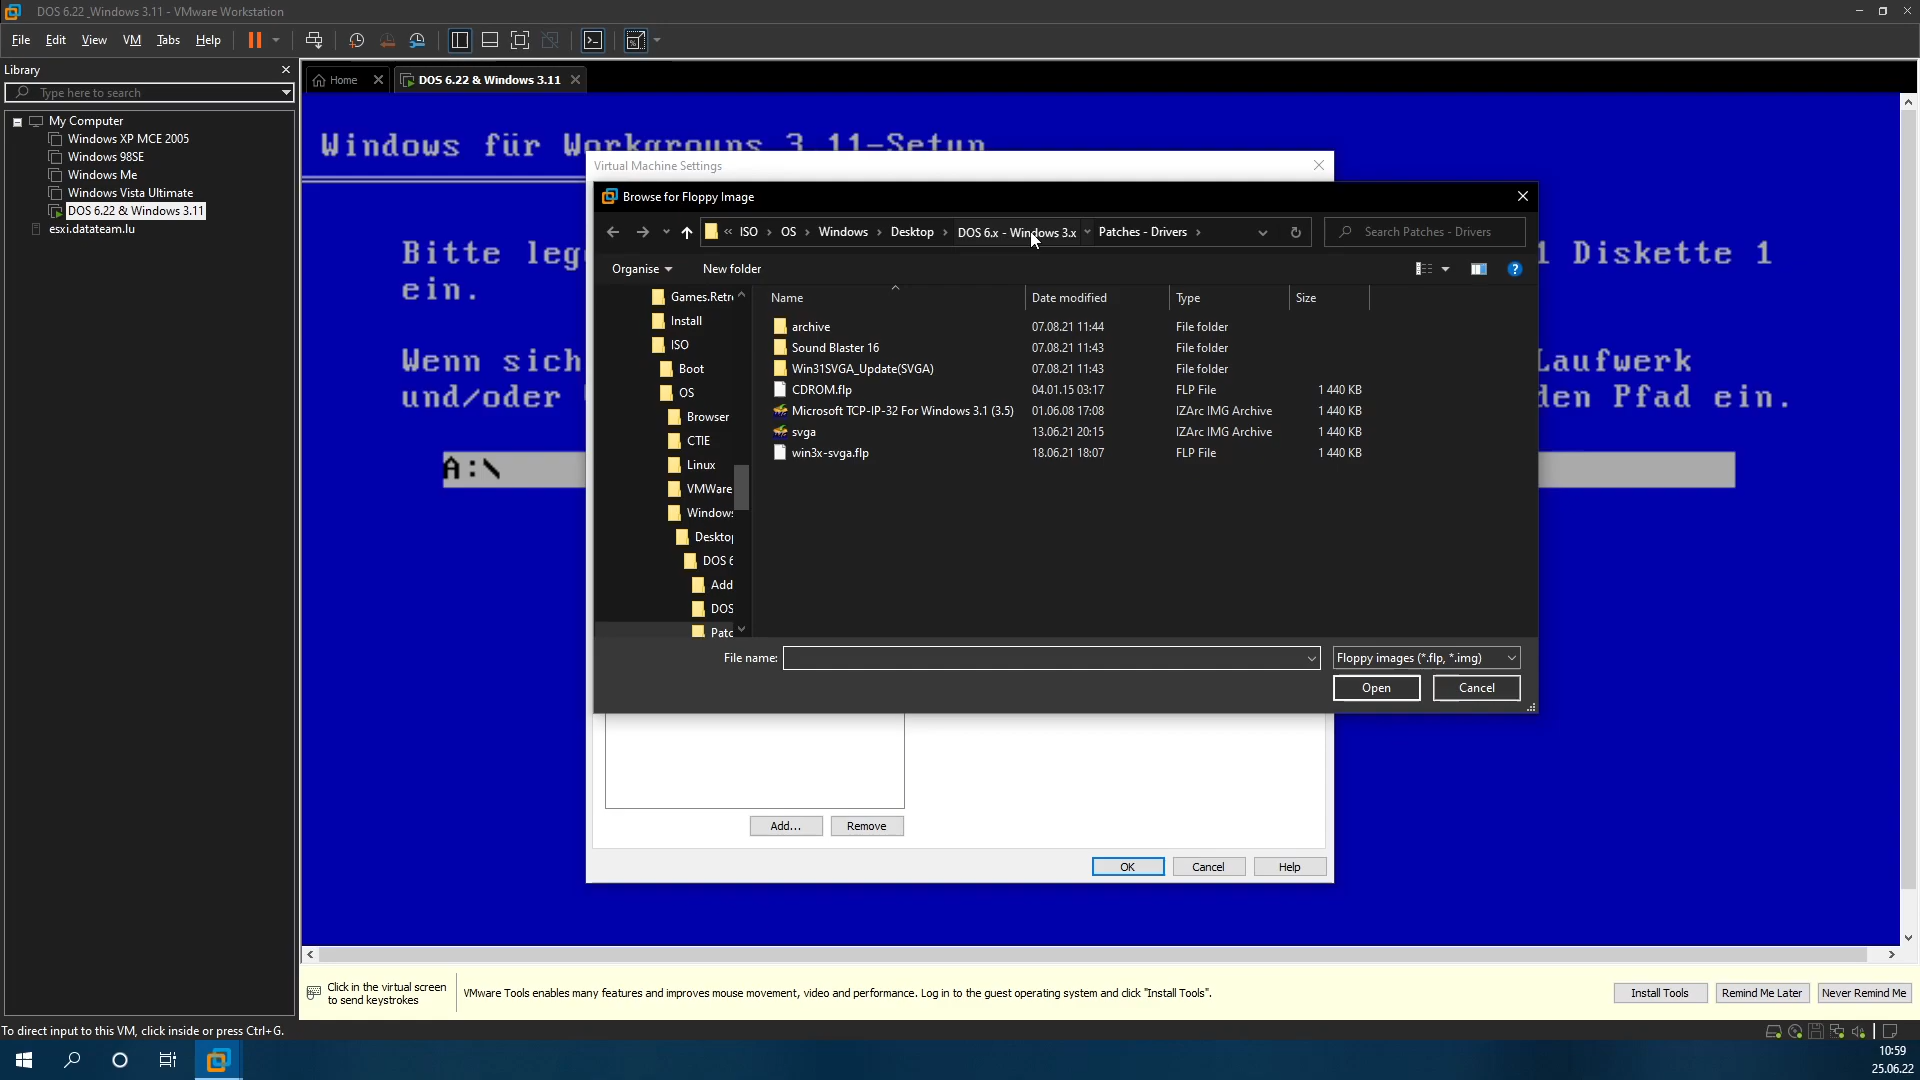 DOS 6.22_Windows 3.11 - VMware Workstation
File Edit View VM Tabs Help
Library
Type here to search
My Computer
Windows XP MCE 2005
Windows 98SE
Windows Me
Windows Vista Ultimate
DOS 6.22 & Windows 3.11
esxi.datateam.lu
Home
DOS 6.22 & Windows 3.11
Windows für Workgroups 3.11-Setup
Bitte leg
1 Diskette 1
ein.
Wenn sich
Laufwerk
und/oder
den Pfad ein.
A:\
Virtual Machine Settings
Browse for Floppy Image
« ISO › OS › Windows › Desktop › DOS 6.x - Windows 3.x Patches - Drivers ›
Search Patches - Drivers
Organise New folder
Games.Retr
Install
ISO
Boot
OS
Browser
CTIE
Linux
VMWare
Windows
Desktop
DOS 6
Add
DOS
Patc
Name Date modified Type Size
archive 07.08.21 11:44 File folder
Sound Blaster 16 07.08.21 11:43 File folder
Win31SVGA_Update(SVGA) 07.08.21 11:43 File folder
CDROM.flp 04.01.15 03:17 FLP File 1 440 KB
Microsoft TCP-IP-32 For Windows 3.1 (3.5) 01.06.08 17:08 IZArc IMG Archive 1 440 KB
svga 13.06.21 20:15 IZArc IMG Archive 1 440 KB
win3x-svga.flp 18.06.21 18:07 FLP File 1 440 KB
File name:
Floppy images (*.flp, *.img)
Open Cancel
Add... Remove
OK Cancel Help
Click in the virtual screen
to send keystrokes
VMware Tools enables many features and improves mouse movement, video and performance. Log in to the guest operating system and click "Install Tools".
Install Tools Remind Me Later Never Remind Me
To direct input to this VM, click inside or press Ctrl+G.
10:59
25.06.22